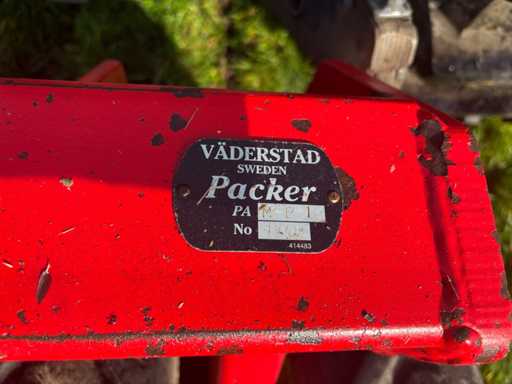 VÄDERSTAD
SWEDEN
Packer
PA
No
414483